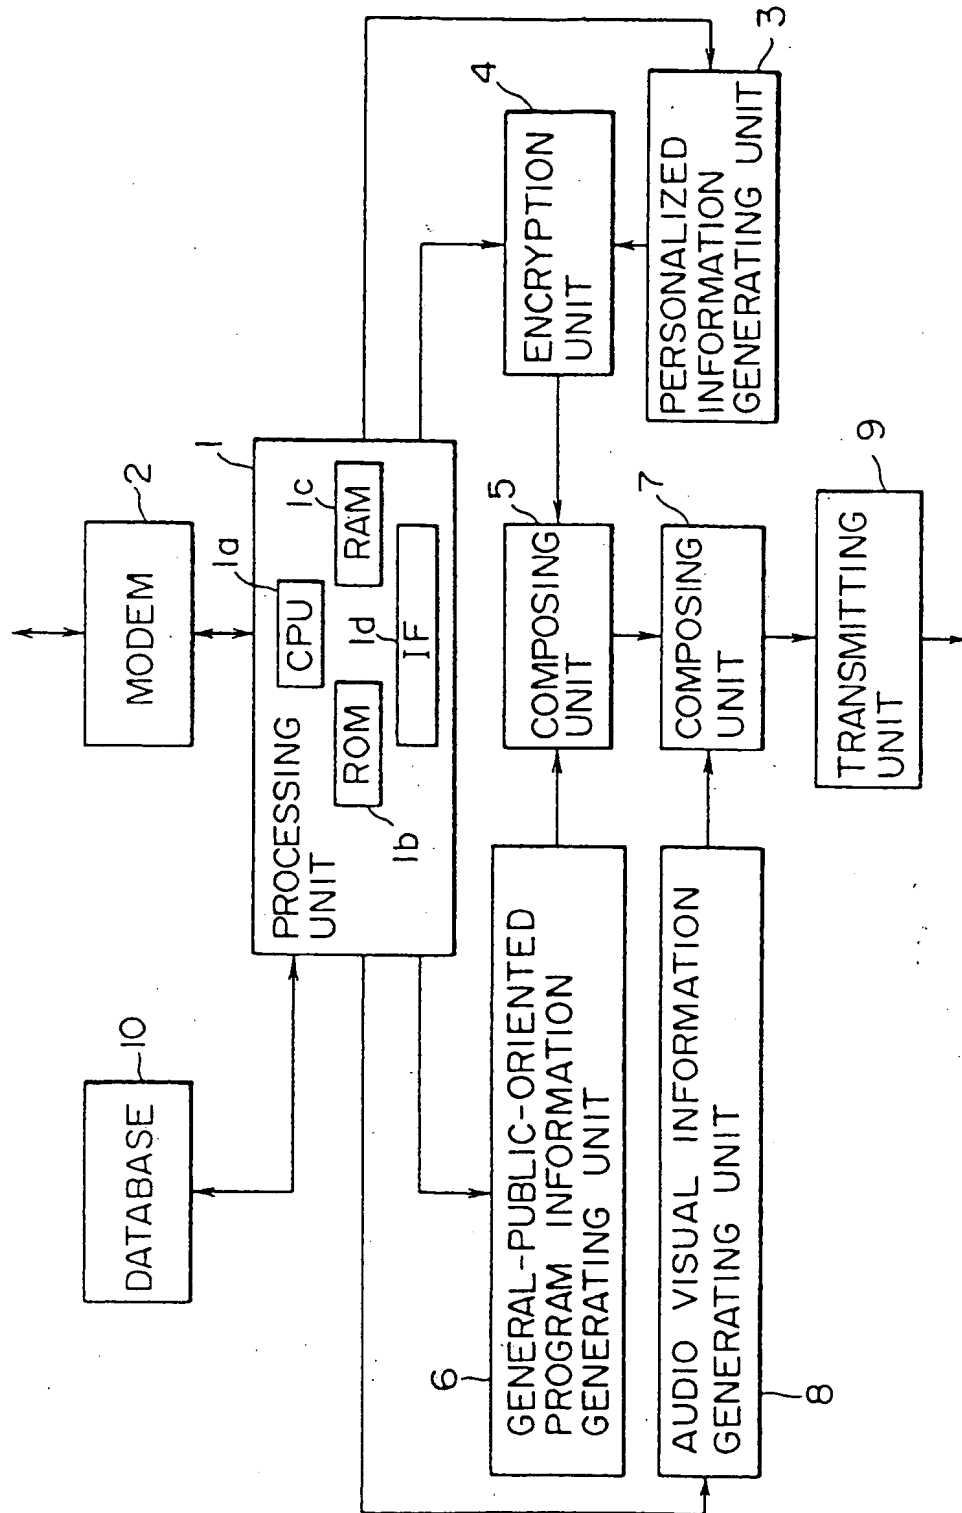 DATABASE
10
MODEM
2
PROCESSING
UNIT
1
CPU
1a
ROM
1b
RAM
1c
IF
1d
ENCRYPTION
UNIT
4
PERSONALIZED
INFORMATION
GENERATING UNIT
3
GENERAL-PUBLIC-ORIENTED
PROGRAM INFORMATION
GENERATING UNIT
6
COMPOSING
UNIT
5
AUDIO VISUAL INFORMATION
GENERATING UNIT
8
COMPOSING
UNIT
7
TRANSMITTING
UNIT
9